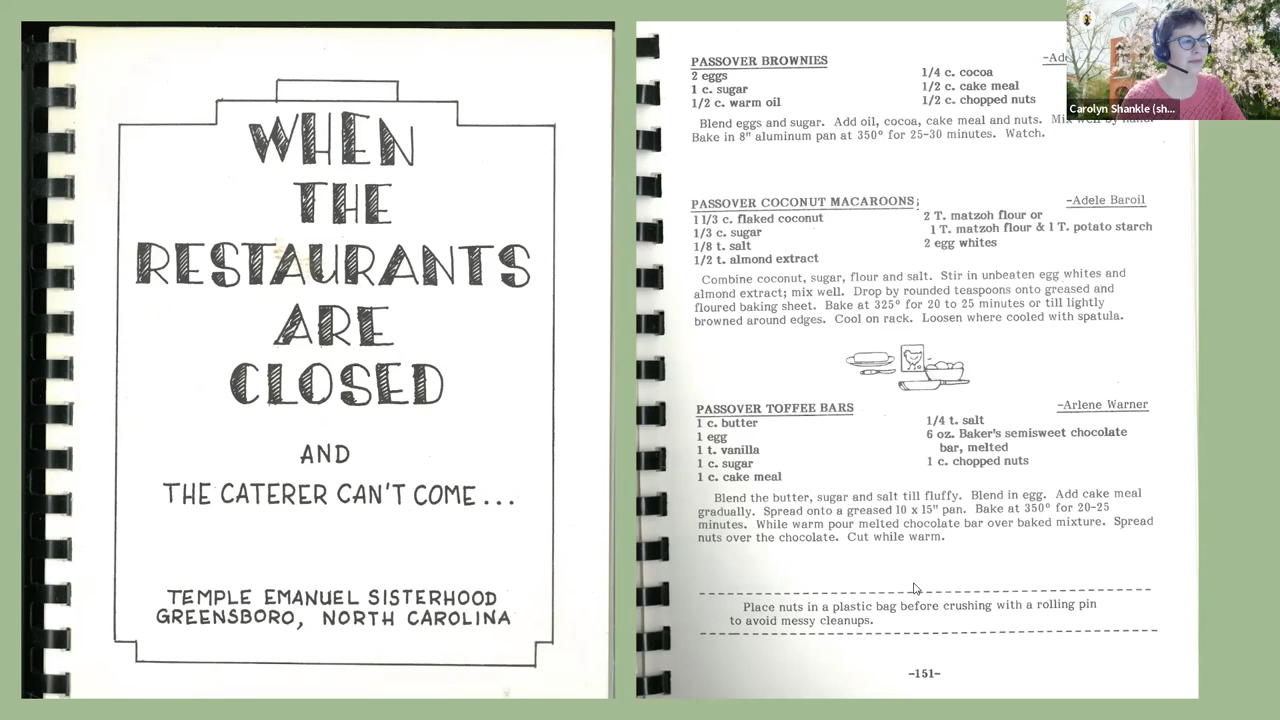 WHEN
THE
RESTAURANTS
ARE
CLOSED
AND
THE CATERER CAN'T COME...
TEMPLE EMANUEL SISTERHOOD
GREENSBORO, NORTH CAROLINA
PASSOVER BROWNIES
2 eggs
1 c. sugar
1/2 c. warm oil
1/4 c. cocoa
1/2 c. cake meal
1/2 c. chopped nuts
Blend eggs and sugar. Add oil, cocoa, cake meal and nuts.
Bake in 8" aluminum pan at 350° for 25-30 minutes. Watch.
PASSOVER COCONUT MACAROONS;
-Adele Baroil
1 1/3 c. flaked coconut
1/3 c. sugar
1/8 t. salt
1/2 t. almond extract
2 T. matzoh flour or
1 T. matzoh flour & 1 T. potato starch
2 egg whites
Combine coconut, sugar, flour and salt. Stir in unbeaten egg whites and
almond extract; mix well. Drop by rounded teaspoons onto greased and
floured baking sheet. Bake at 325° for 20 to 25 minutes or till lightly
browned around edges. Cool on rack. Loosen where cooled with spatula.
PASSOVER TOFFEE BARS
-Arlene Warner
1 c. butter
1 egg
1 t. vanilla
1 c. sugar
1 c. cake meal
1/4 t. salt
6 oz. Baker's semisweet chocolate
bar, melted
1 c. chopped nuts
Blend the butter, sugar and salt till fluffy. Blend in egg. Add cake meal
gradually. Spread onto a greased 10 x 15" pan. Bake at 350° for 20-25
minutes. While warm pour melted chocolate bar over baked mixture. Spread
nuts over the chocolate. Cut while warm.
Place nuts in a plastic bag before crushing with a rolling pin
to avoid messy cleanups.
-151-
Carolyn Shankle (sh...